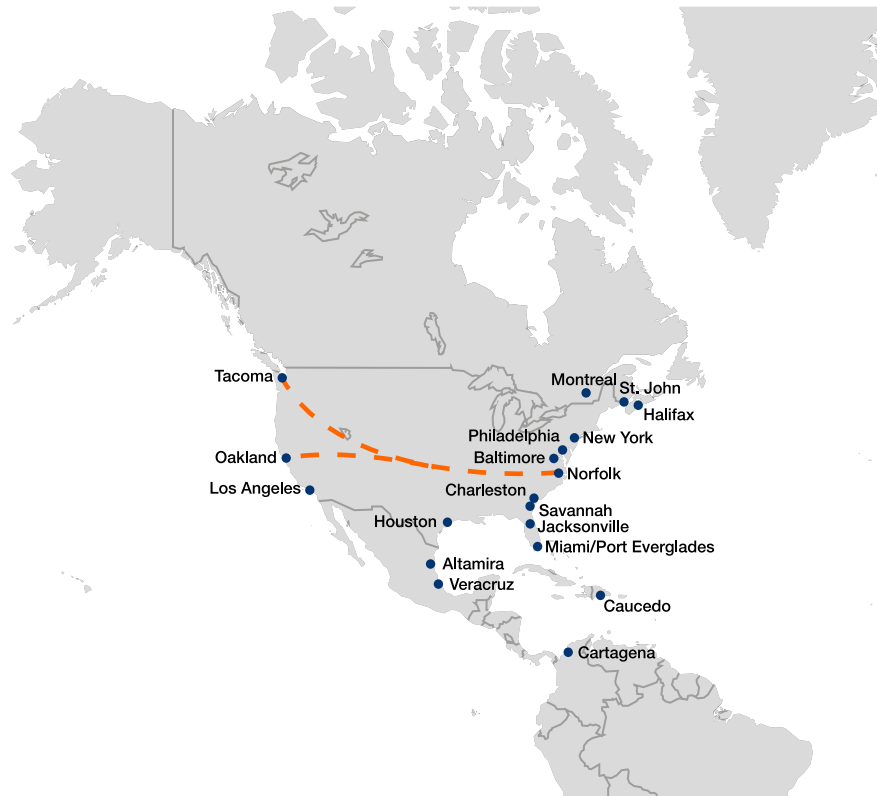 Tacoma
Montreal
St. John
Halifax
Philadelphia
New York
Oakland
Baltimore
Norfolk
Los Angeles
Charleston
Savannah
Houston
Jacksonville
Miami/Port Everglades
Altamira
Veracruz
Caucedo
Cartagena